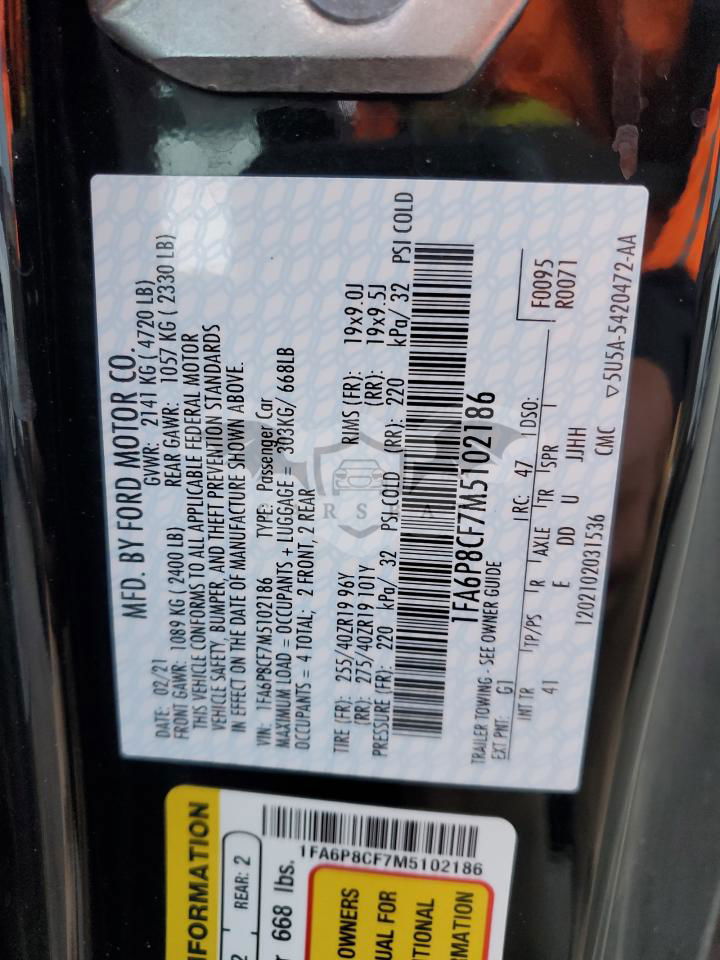 MFD. BY FORD MOTOR CO.
DATE: 02/21 GVWR: 2141 KG ( 4720 LB)
FRONT GAWR: 1089 KG (2400 LB) REAR GAWR: 1057 KG ( 2330 LB)
THIS VEHICLE CONFORMS TO ALL APPLICABLE FEDERAL MOTOR
VEHICLE SAFETY, BUMPER, AND THEFT PREVENTION STANDARDS
IN EFFECT ON THE DATE OF MANUFACTURE SHOWN ABOVE.
VIN: 1FA6P8CF7M5102186 TYPE: Passenger Car
MAXIMUM LOAD = OCCUPANTS + LUGGAGE = 303KG/ 668LB
OCCUPANTS = 4 TOTAL; 2 FRONT, 2 REAR
TIRE (FR): 255/40ZR19 96Y RIMS (FR): 19x9.0J
(RR): 275/40ZR19 101Y (RR): 19x9.5J
PRESSURE (FR): 220 kPa/ 32 PSI COLD (RR): 220 kPa/ 32 PSI COLD
1FA6P8CF7M5102186
TRAILER TOWING - SEE OWNER GUIDE
EXT PNT: G1 RC: 47 DSO: F0095
R0071
INT TR TP/PS R AXLE TR SPR
41 E DD U JJHH
1202102031536 CMC ▽5U5A-5420472-AA
INFORMATION
REAR: 2
668 lbs.
1FA6P8CF7M5102186
OWNERS